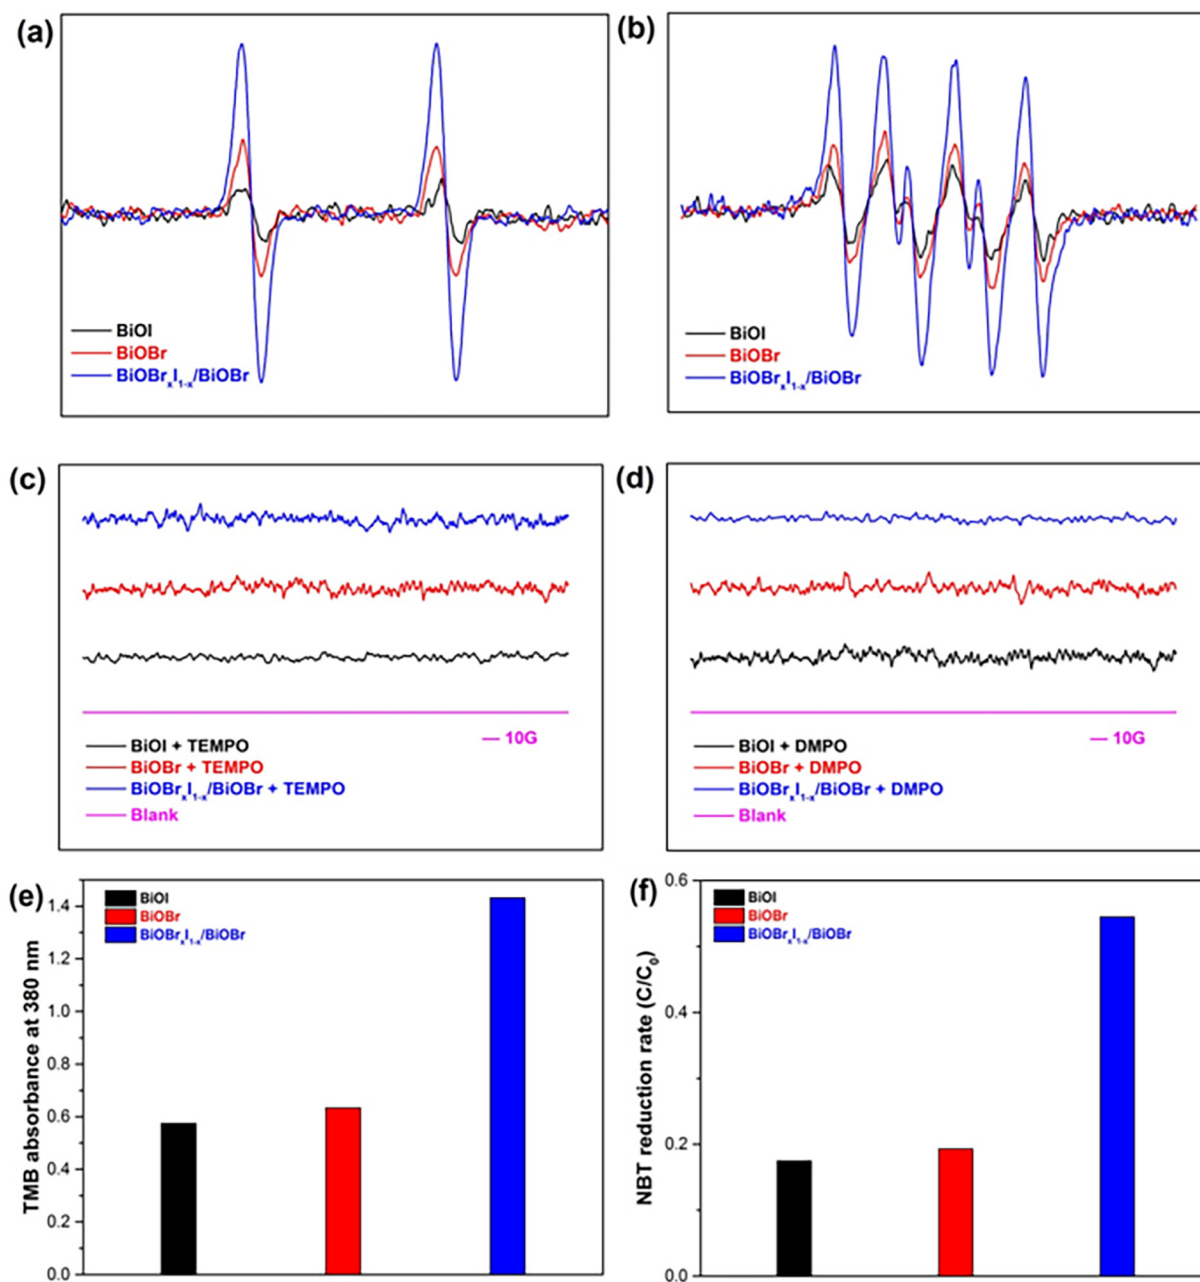 (a)
BiOI
BiOBr
BiOBrxI1-x/BiOBr
(b)
BiOI
BiOBr
BiOBrxI1-x/BiOBr
(c)
— 10G
BiOI + TEMPO
BiOBr + TEMPO
BiOBrxI1-x/BiOBr + TEMPO
Blank
(d)
— 10G
BiOI + DMPO
BiOBr + DMPO
BiOBrxI1-x/BiOBr + DMPO
Blank
(e)
TMB absorbance at 380 nm
1.4
1.2
1.0
0.8
0.6
0.4
0.2
0.0
BiOI
BiOBr
BiOBrxI1-x/BiOBr
(f)
NBT reduction rate (C/C0)
0.6
0.4
0.2
0.0
BiOI
BiOBr
BiOBrxI1-x/BiOBr